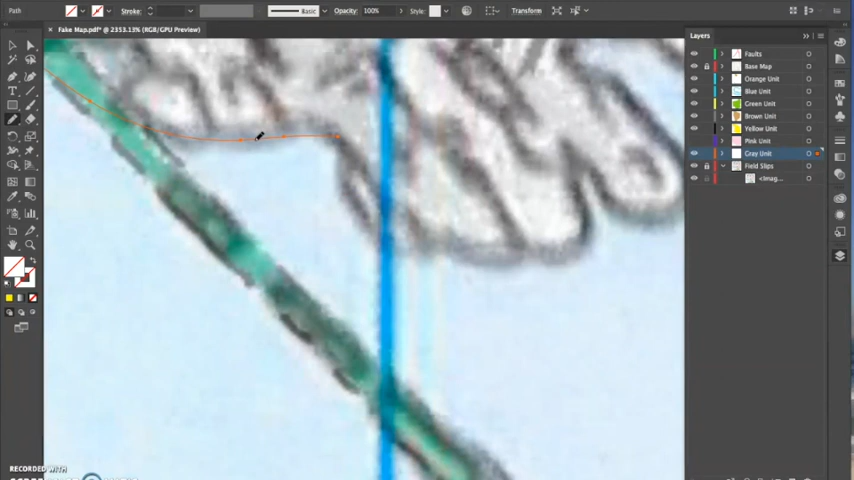 Path
Stroke:
Basic
Opacity: 100%
Style:
Transform
× Fake Map.pdf* @ 2353.13% (RGB/GPU Preview)
Layers
Faults
Base Map
Orange Unit
Blue Unit
Green Unit
Brown Unit
Yellow Unit
Pink Unit
Gray Unit
Field Slips
<Imag...
RECORDED WITH